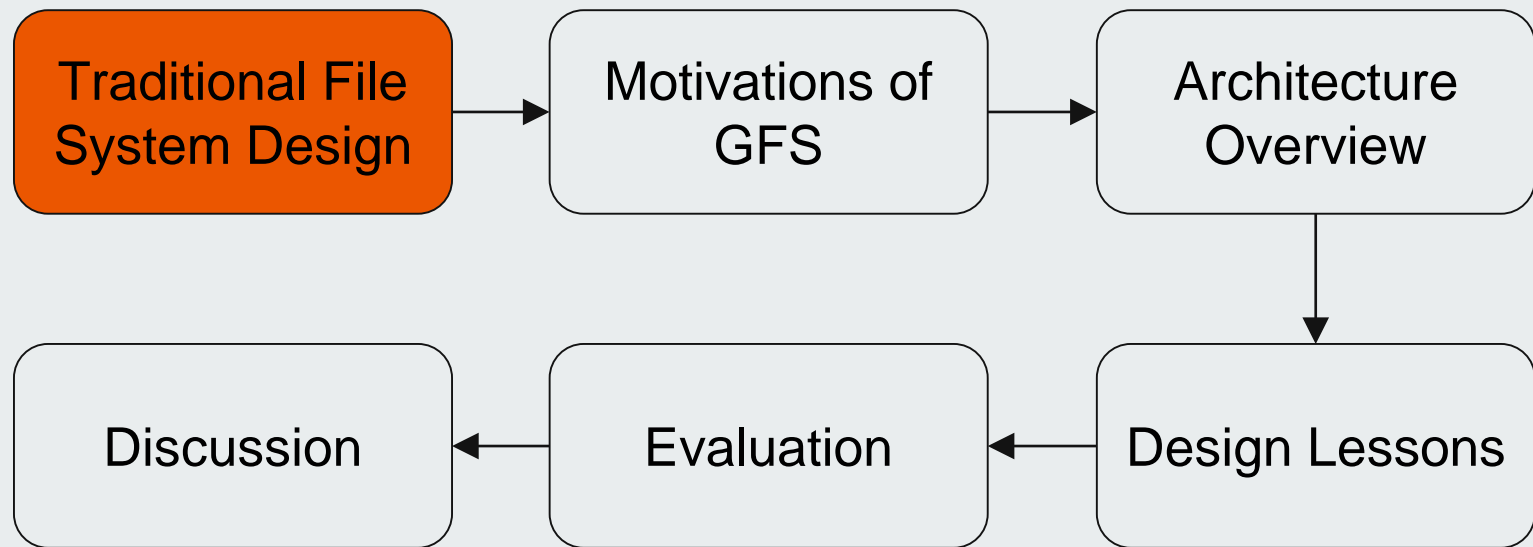 Traditional File
System Design
Motivations of
GFS
Architecture
Overview
Design Lessons
Evaluation
Discussion